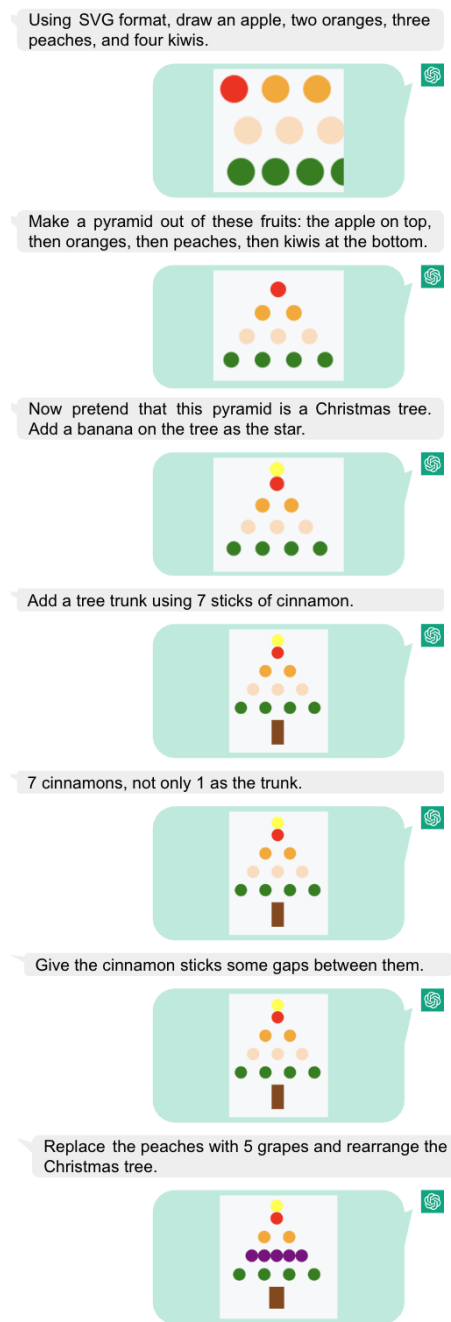 Using SVG format, draw an apple, two oranges, three
peaches, and four kiwis.
Make a pyramid out of these fruits: the apple on top,
then oranges, then peaches, then kiwis at the bottom.
Now pretend that this pyramid is a Christmas tree.
Add a banana on the tree as the star.
Add a tree trunk using 7 sticks of cinnamon.
7 cinnamons, not only 1 as the trunk.
Give the cinnamon sticks some gaps between them.
Replace the peaches with 5 grapes and rearrange the
Christmas tree.